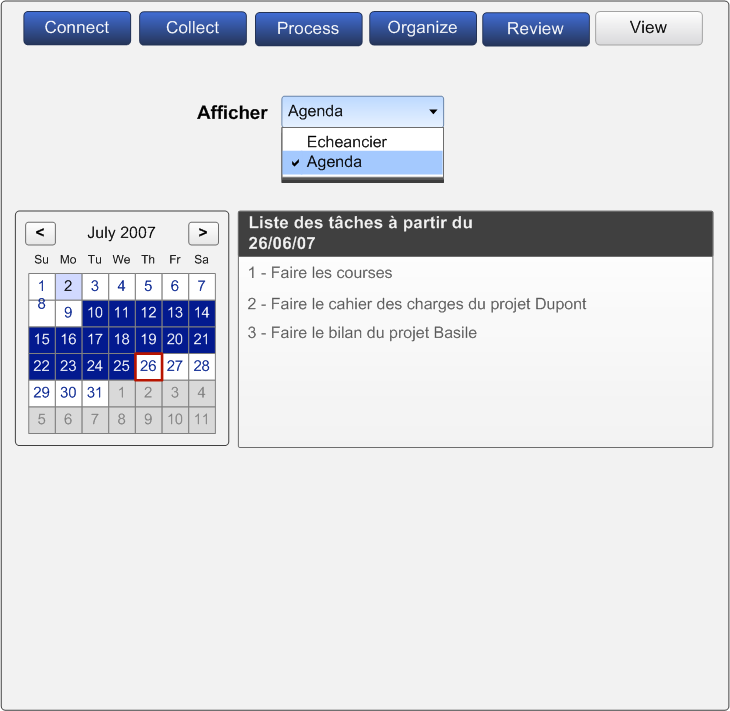 Connect Collect Process Organize Review View
Afficher Agenda
Echeancier
Agenda
< July 2007 >
Su Mo Tu We Th Fr Sa
1 2 3 4 5 6 7
8 9 10 11 12 13 14
15 16 17 18 19 20 21
22 23 24 25 26 27 28
29 30 31 1 2 3 4
5 6 7 8 9 10 11
Liste des tâches à partir du
26/06/07
1 - Faire les courses
2 - Faire le cahier des charges du projet Dupont
3 - Faire le bilan du projet Basile